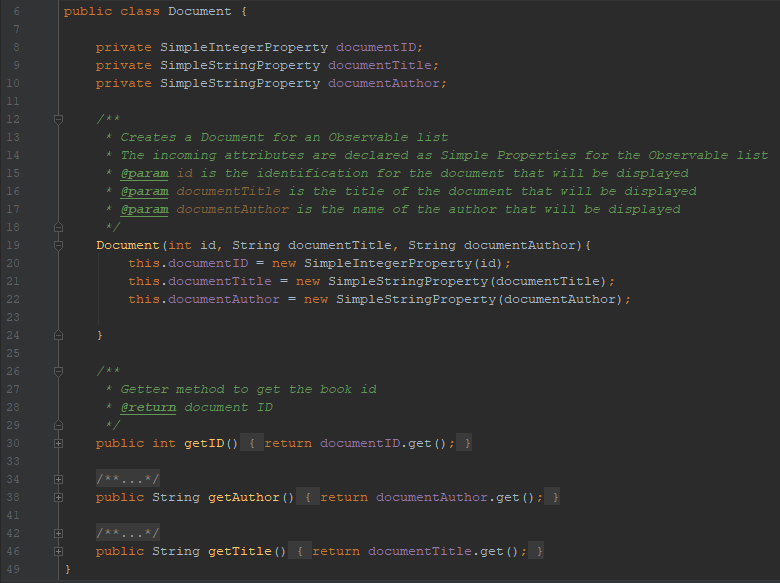 6 public class Document {
7
8 private SimpleIntegerProperty documentID;
9 private SimpleStringProperty documentTitle;
10 private SimpleStringProperty documentAuthor;
11
12 /**
13 * Creates a Document for an Observable list
14 * The incoming attributes are declared as Simple Properties for the Observable list
15 * @param id is the identification for the document that will be displayed
16 * @param documentTitle is the title of the document that will be displayed
17 * @param documentAuthor is the name of the author that will be displayed
18 */
19 Document(int id, String documentTitle, String documentAuthor){
20 this.documentID = new SimpleIntegerProperty(id);
21 this.documentTitle = new SimpleStringProperty(documentTitle);
22 this.documentAuthor = new SimpleStringProperty(documentAuthor);
23
24 }
25
26 /**
27 * Getter method to get the book id
28 * @return document ID
29 */
30 public int getID() { return documentID.get(); }
33
34 /**...*/
38 public String getAuthor() { return documentAuthor.get(); }
41
42 /**...*/
46 public String getTitle() { return documentTitle.get(); }
49 }